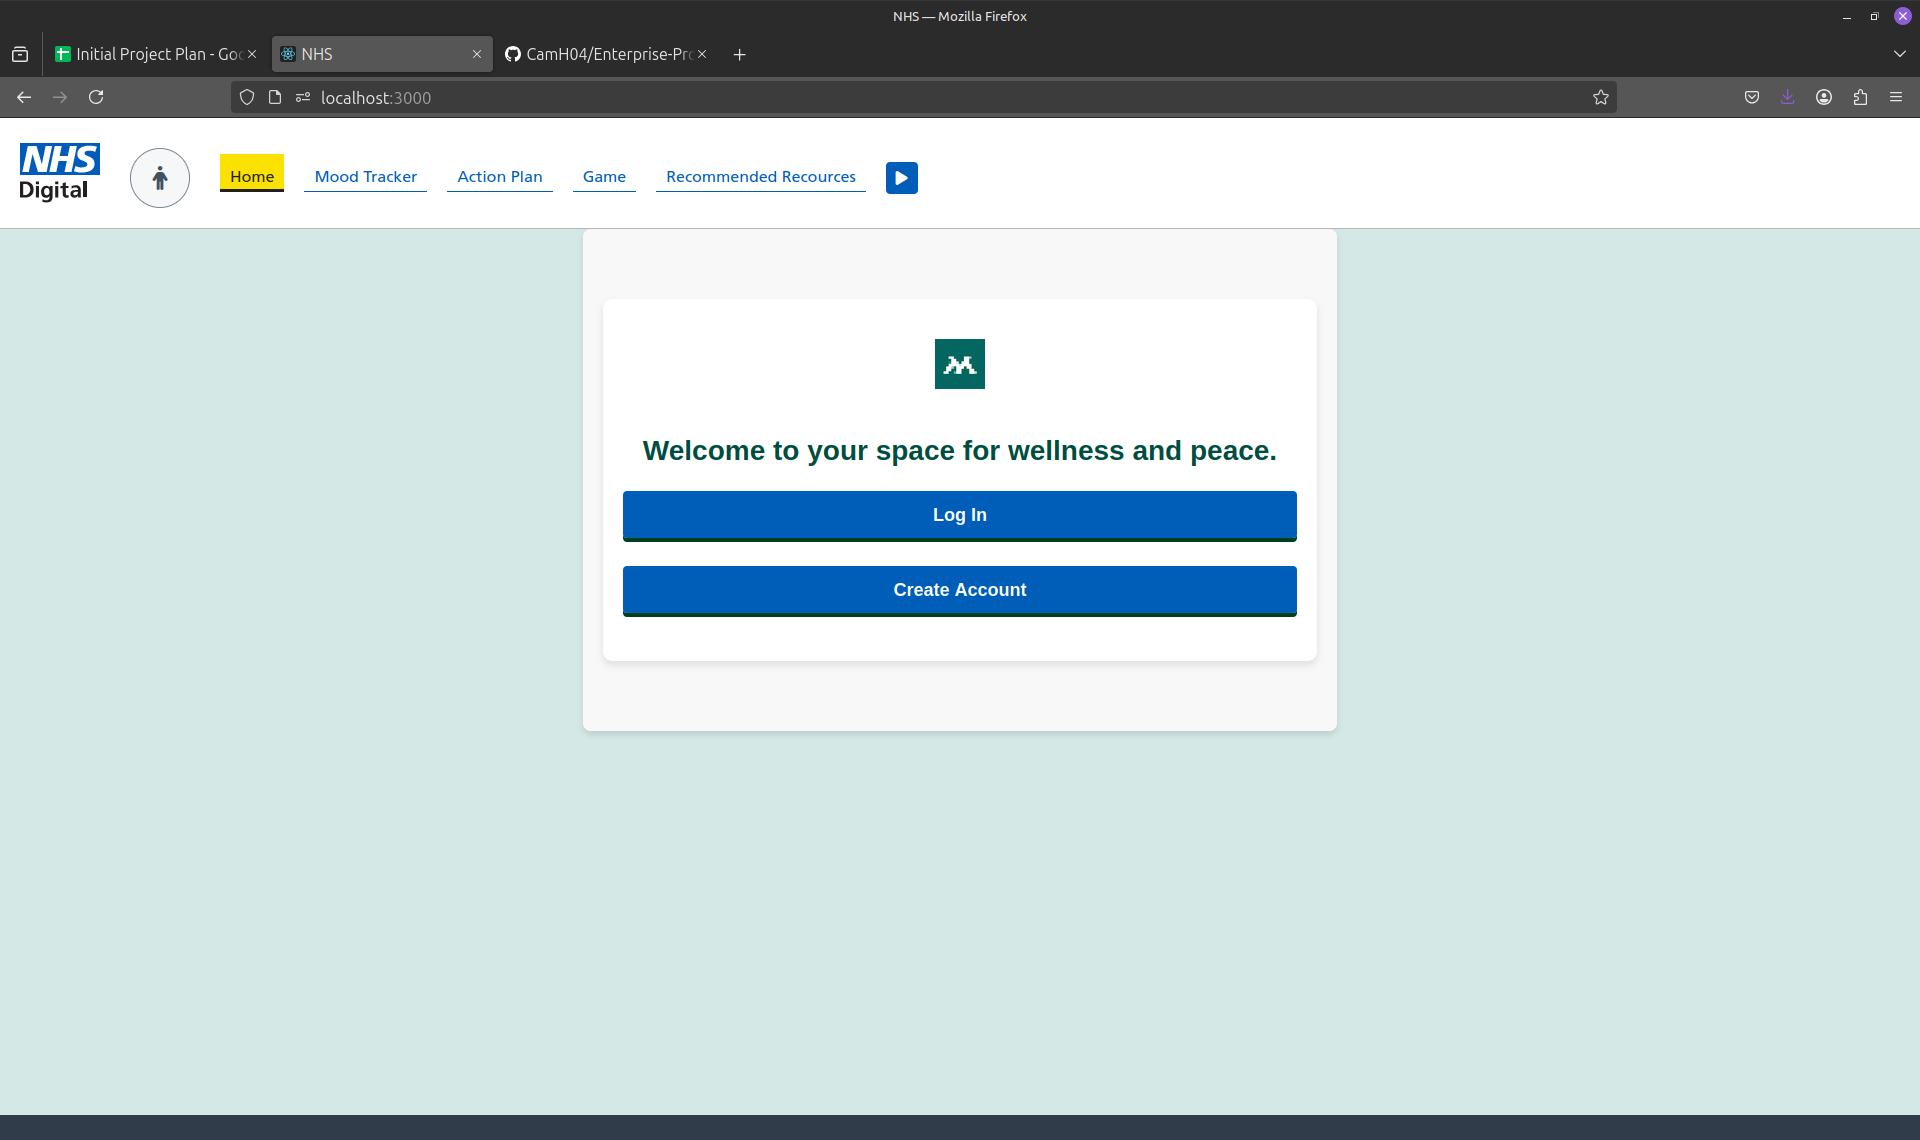 NHS — Mozilla Firefox
Initial Project Plan - Goo
NHS
CamH04/Enterprise-Pro
localhost:3000
NHS
Digital
Home
Mood Tracker
Action Plan
Game
Recommended Recources
Welcome to your space for wellness and peace.
Log In
Create Account